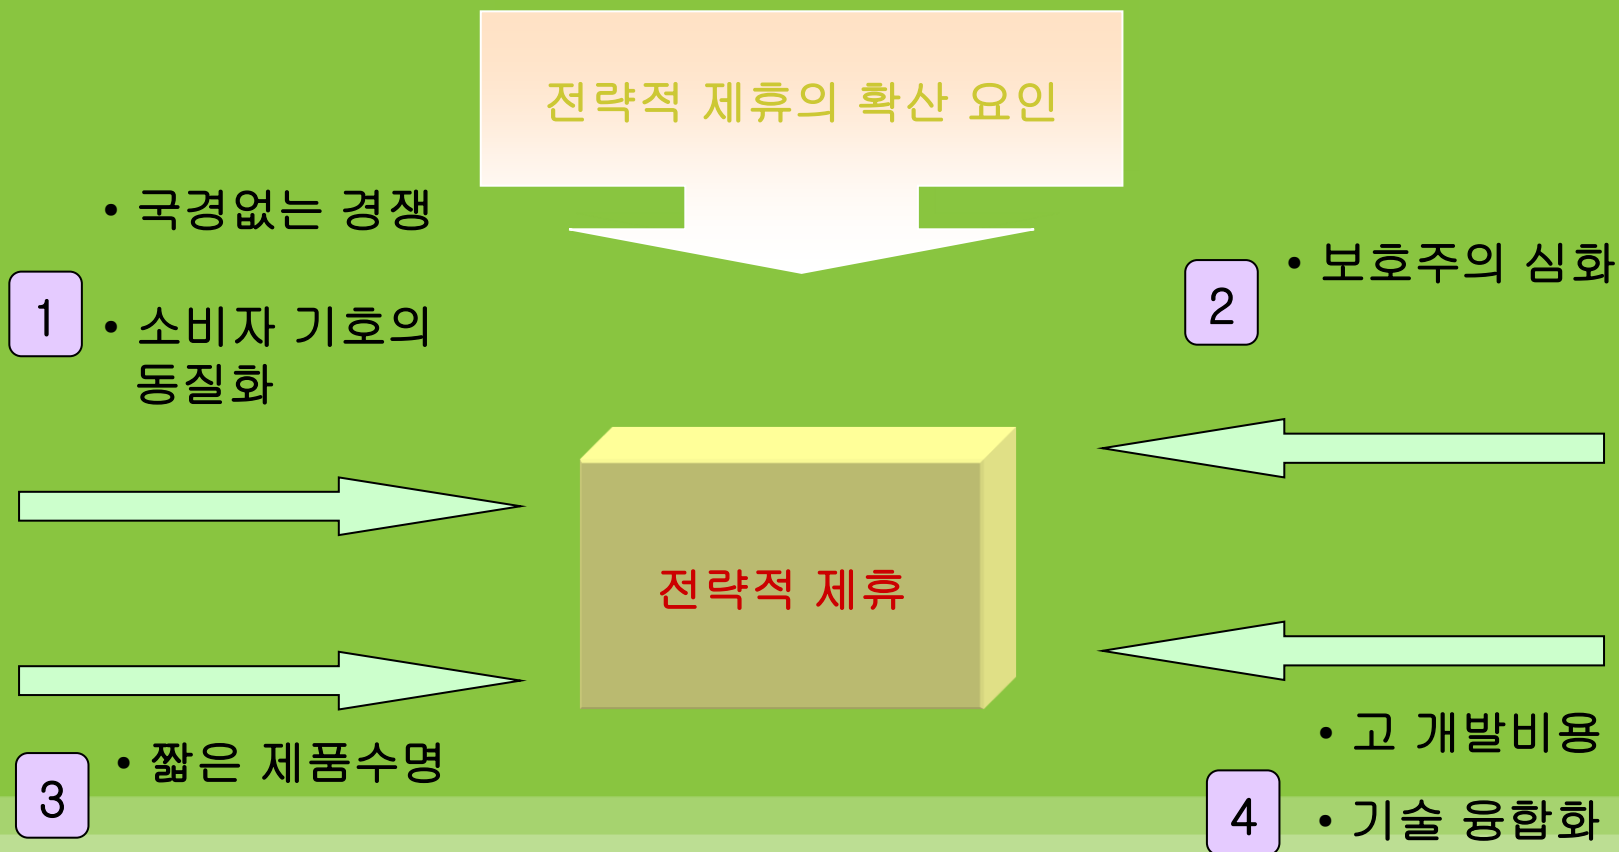 전략적 제휴의 확산 요인
1
• 국경없는 경쟁
• 소비자 기호의
동질화
2
• 보호주의 심화
전략적 제휴
3
• 짧은 제품수명
4
• 고 개발비용
• 기술 융합화